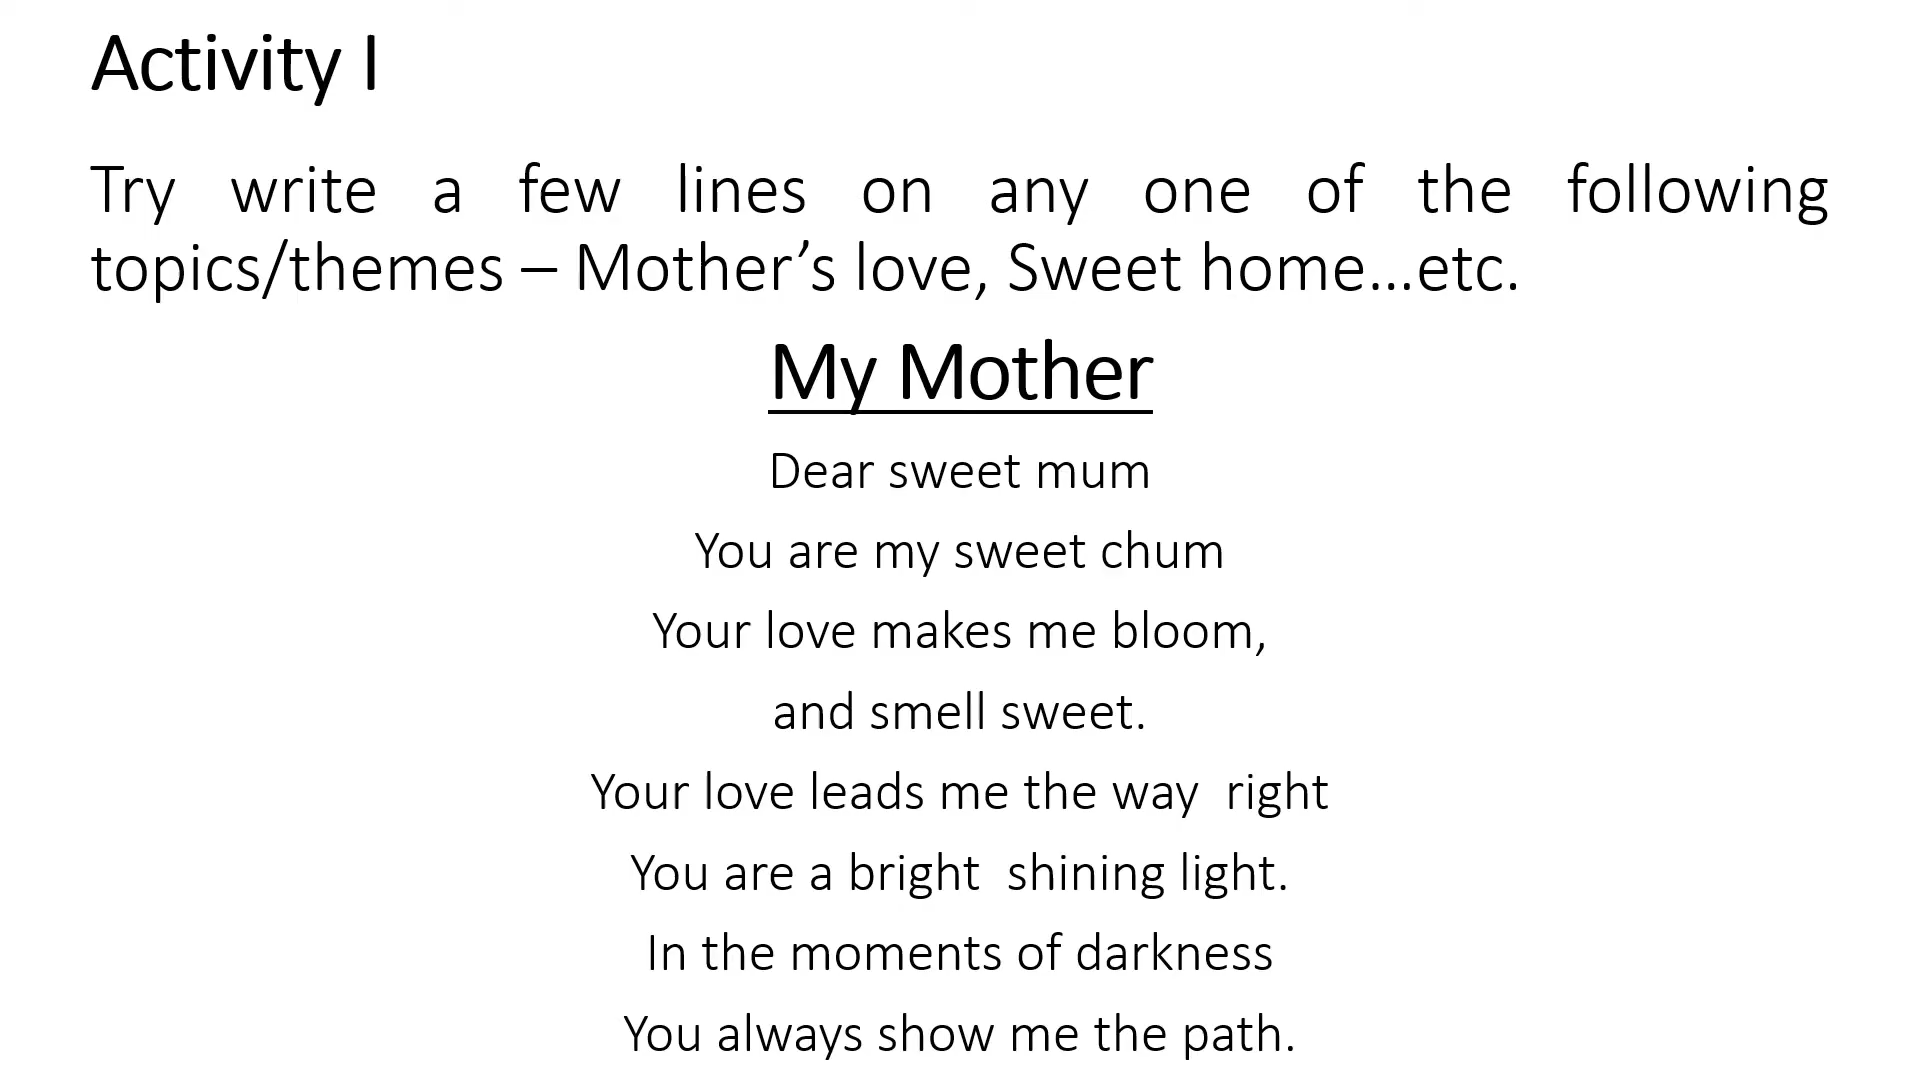 Activity I
Try write a few lines on any one of the following
topics/themes – Mother’s love, Sweet home…etc.
My Mother
Dear sweet mum
You are my sweet chum
Your love makes me bloom,
and smell sweet.
Your love leads me the way  right
You are a bright  shining light.
In the moments of darkness
You always show me the path.